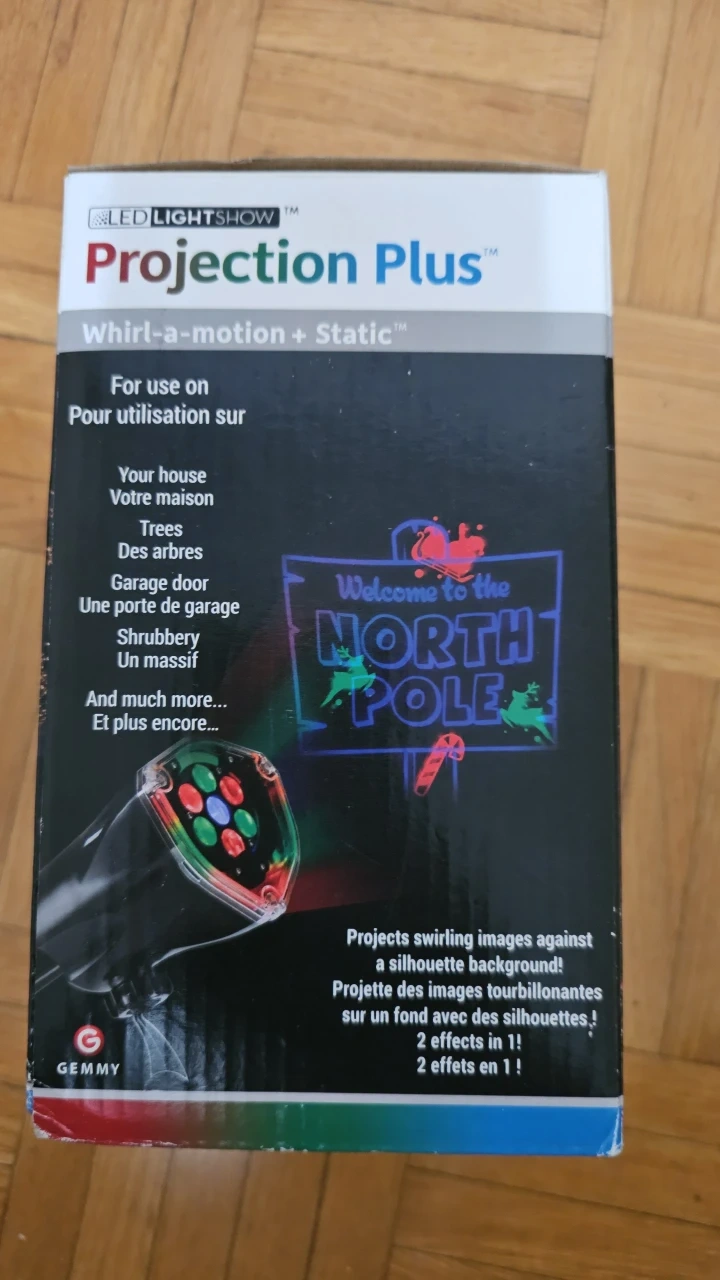 LEDLIGHTSHOW™
Projection Plus™
Whirl-a-motion + Static™
For use on
Pour utilisation sur
Your house
Votre maison
Trees
Des arbres
Garage door
Une porte de garage
Shrubbery
Un massif
And much more...
Et plus encore...
Welcome to the
NORTH
POLE
Projects swirling images against
a silhouette background!
Projette des images tourbillonantes
sur un fond avec des silhouettes !
2 effects in 1!
2 effets en 1 !
G
GEMMY